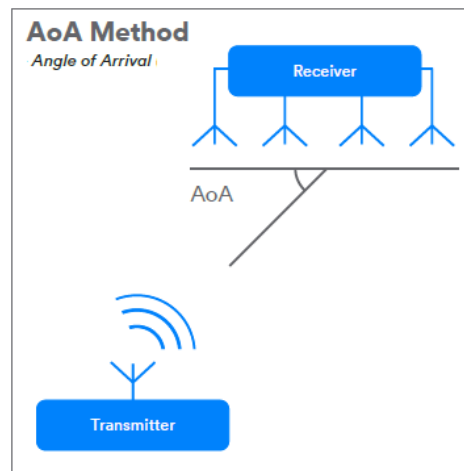 AoA Method
Angle of Arrival
Receiver
AoA
Transmitter